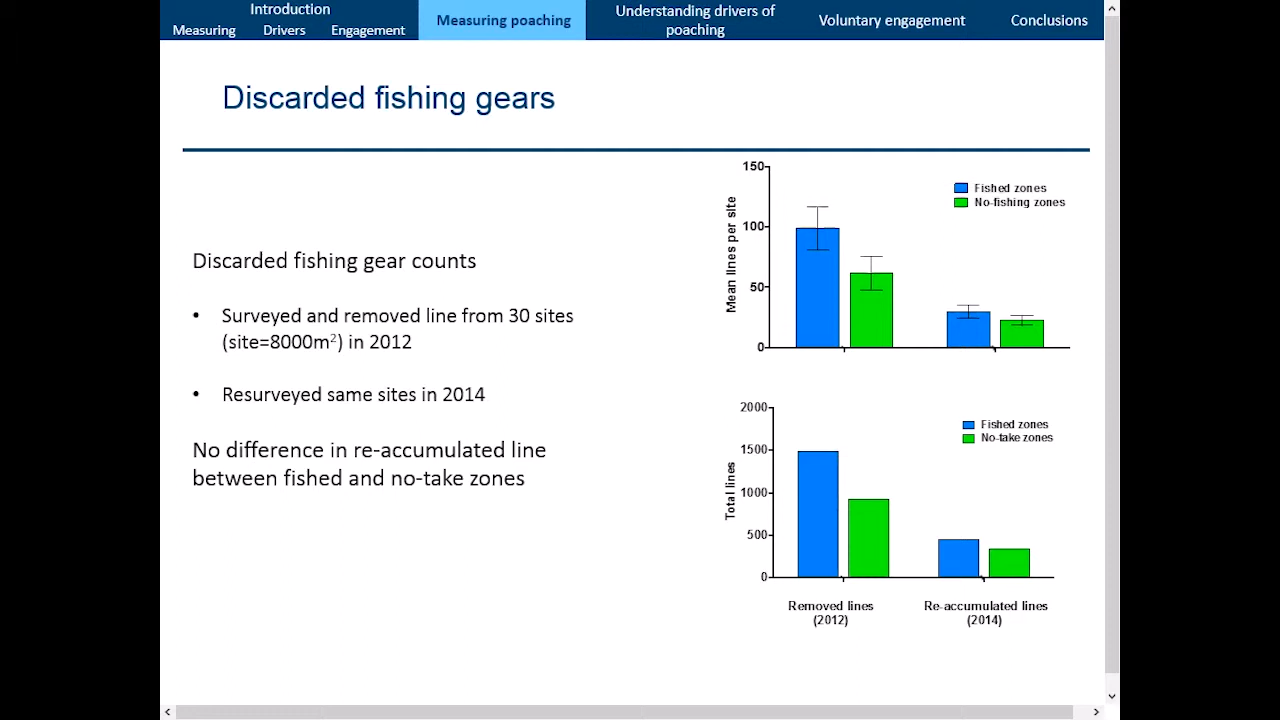 Introduction
Measuring Drivers Engagement
Measuring poaching
Understanding drivers of
poaching
Voluntary engagement
Conclusions
Discarded fishing gears
Discarded fishing gear counts
• Surveyed and removed line from 30 sites
(site=8000m²) in 2012
• Resurveyed same sites in 2014
No difference in re-accumulated line
between fished and no-take zones
Mean lines per site
150
100
50
0
Fished zones
No-fishing zones
Total lines
2000
1500
1000
500
0
Fished zones
No-take zones
Removed lines
(2012)
Re-accumulated lines
(2014)